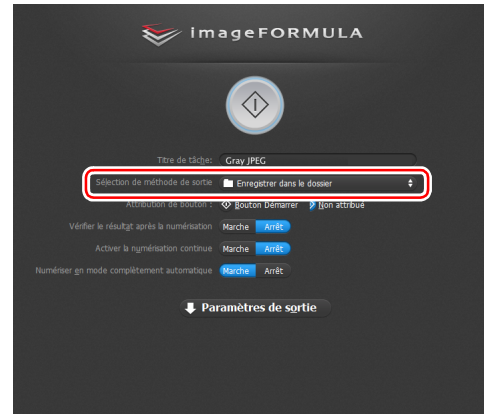 imageFORMULA
Titre de tâche: Gray JPEG
Sélection de méthode de sortie Enregistrer dans le dossier
Attribution de bouton : Bouton Démarrer Non attribué
Vérifier le résultat après la numérisation Marche Arrêt
Activer la numérisation continue Marche Arrêt
Numériser en mode complètement automatique Marche Arrêt
Paramètres de sortie